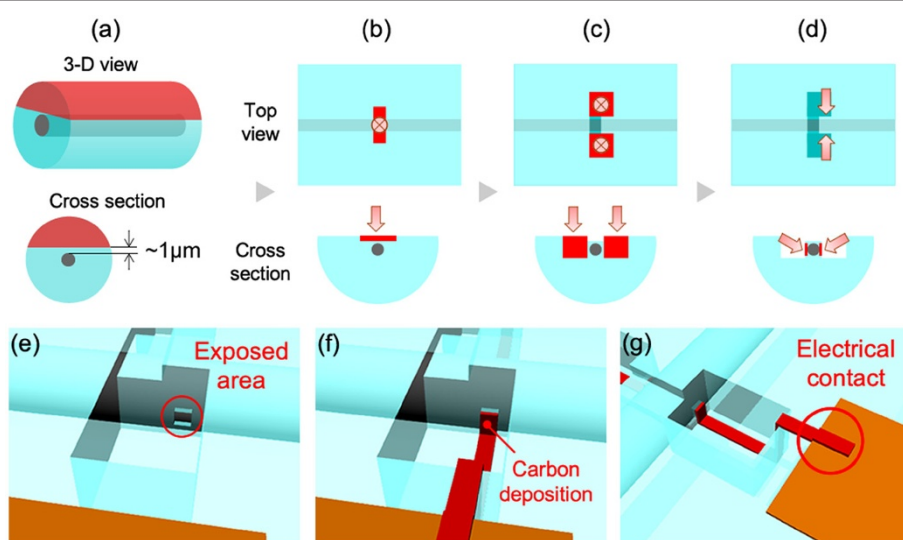 (a)
(b)
(c)
(d)
3-D view
Top
view
Cross section
~1μm
Cross
section
(e)
Exposed
area
(f)
Carbon
deposition
(g)
Electrical
contact